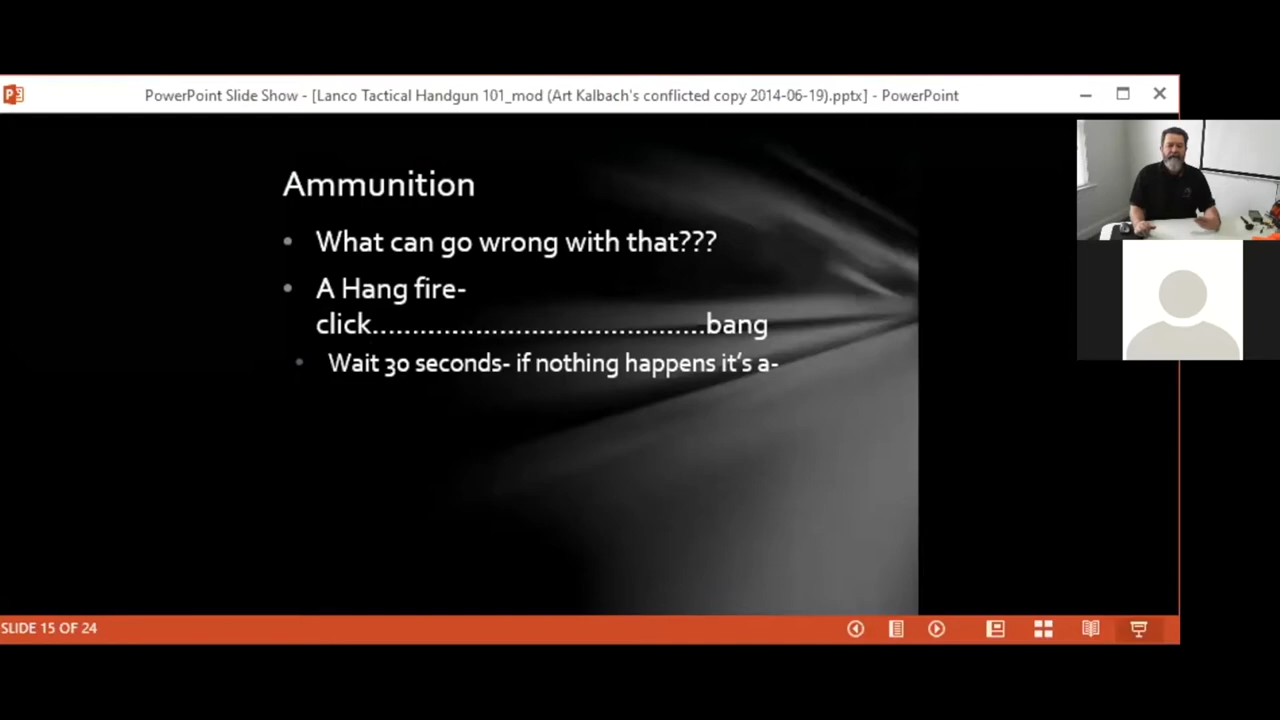 PowerPoint Slide Show - [Lanco Tactical Handgun 101_mod (Art Kalbach's conflicted copy 2014-06-19).pptx] - PowerPoint
Ammunition
• What can go wrong with that???
• A Hang fire-
click.........................................bang
• Wait 30 seconds- if nothing happens it's a-
SLIDE 15 OF 24